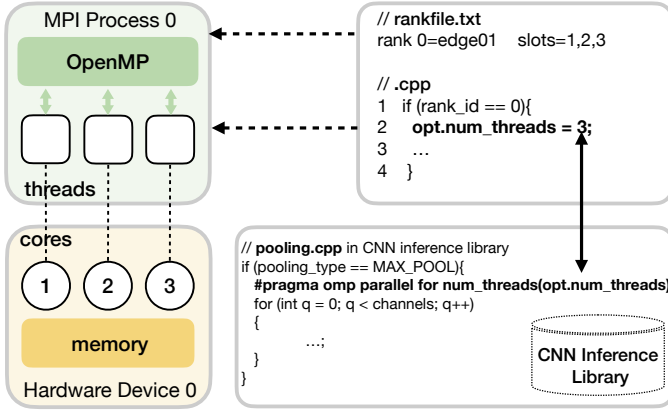 MPI Process 0
OpenMP
threads
cores
1 2 3
memory
Hardware Device 0
// rankfile.txt
rank 0=edge01 slots=1,2,3
// .cpp
1 if (rank_id == 0){
2 opt.num_threads = 3;
3 ...
4 }
// pooling.cpp in CNN inference library
if (pooling_type == MAX_POOL){
#pragma omp parallel for num_threads(opt.num_threads)
for (int q = 0; q < channels; q++)
{
...;
}
}
CNN Inference
Library